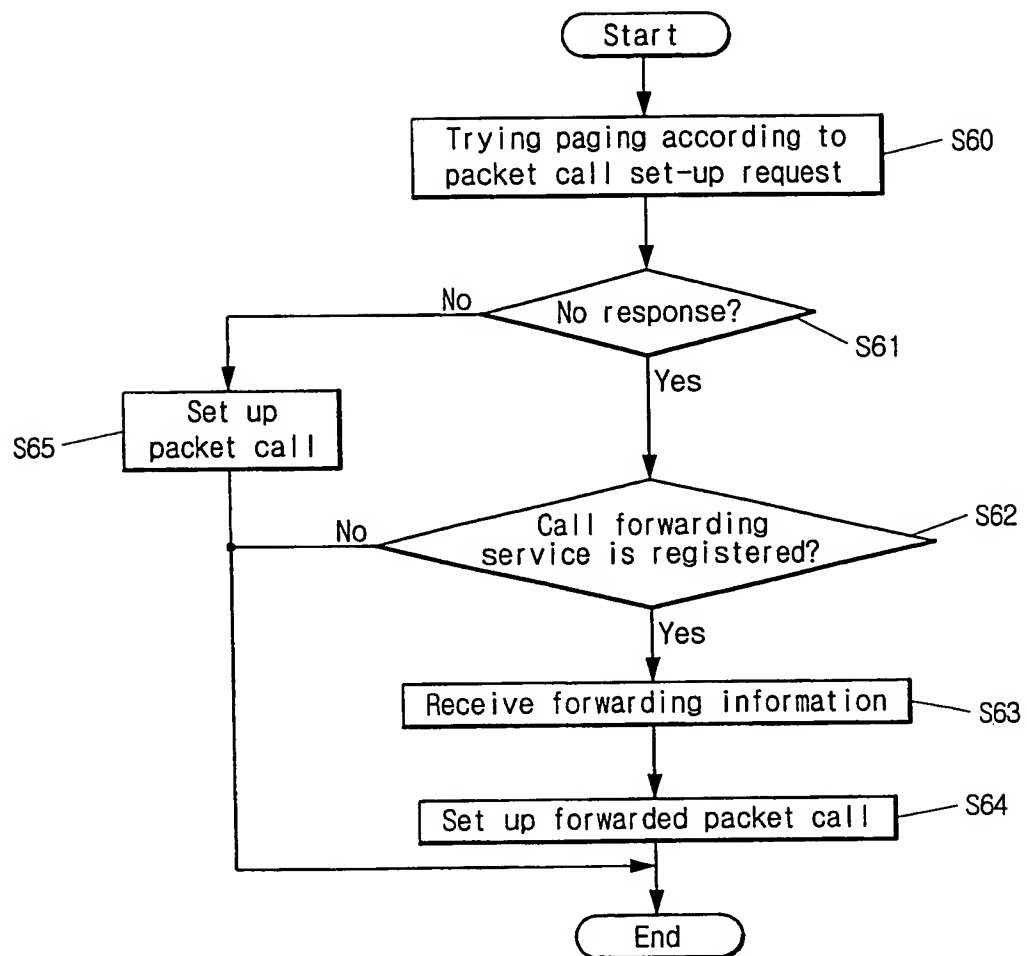 Start
Trying paging according to
packet call set-up request
S60
No response?
S61
No
Yes
Set up
packet call
S65
Call forwarding
service is registered?
S62
No
Yes
Receive forwarding information
S63
Set up forwarded packet call
S64
End